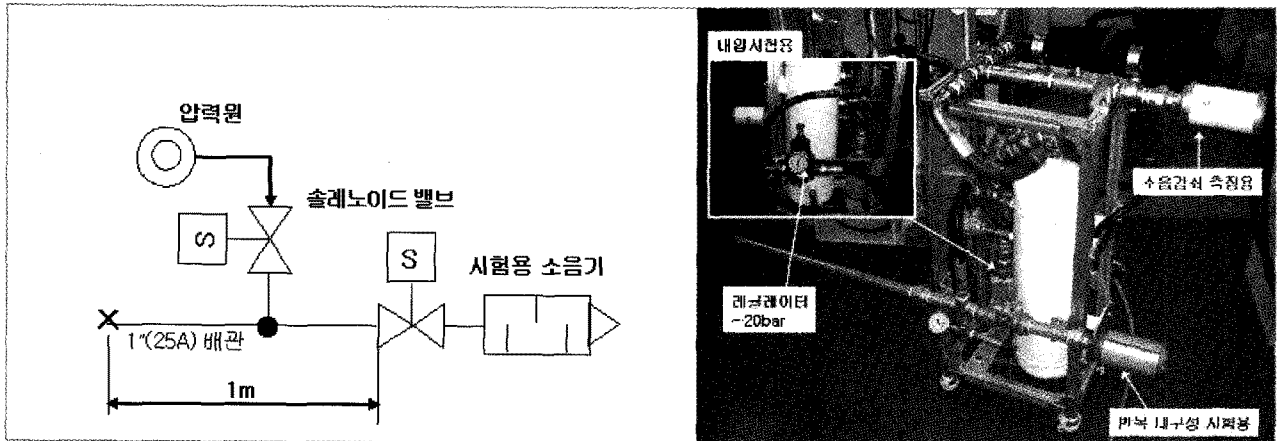 압력원
솔레노이드 밸브
S
S
시험용 소음기
1"(25A) 배관
1m
내압시험용
소음감쇠 측정용
레귤레이터
~20bar
반복 내구성 시험용